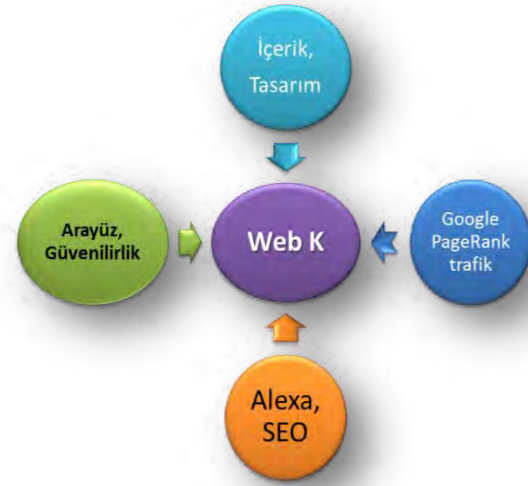 İçerik,
Tasarım
Arayüz,
Güvenilirlik
Web K
Google
PageRank
trafik
Alexa,
SEO